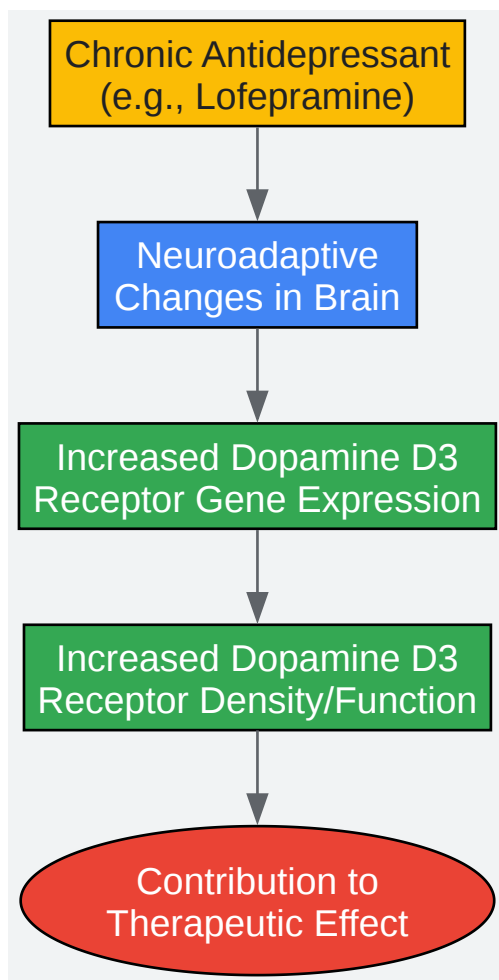 Chronic Antidepressant
(e.g., Lofepramine)
Neuroadaptive
Changes in Brain
Increased Dopamine D3
Receptor Gene Expression
Increased Dopamine D3
Receptor Density/Function
Contribution to
Therapeutic Effect